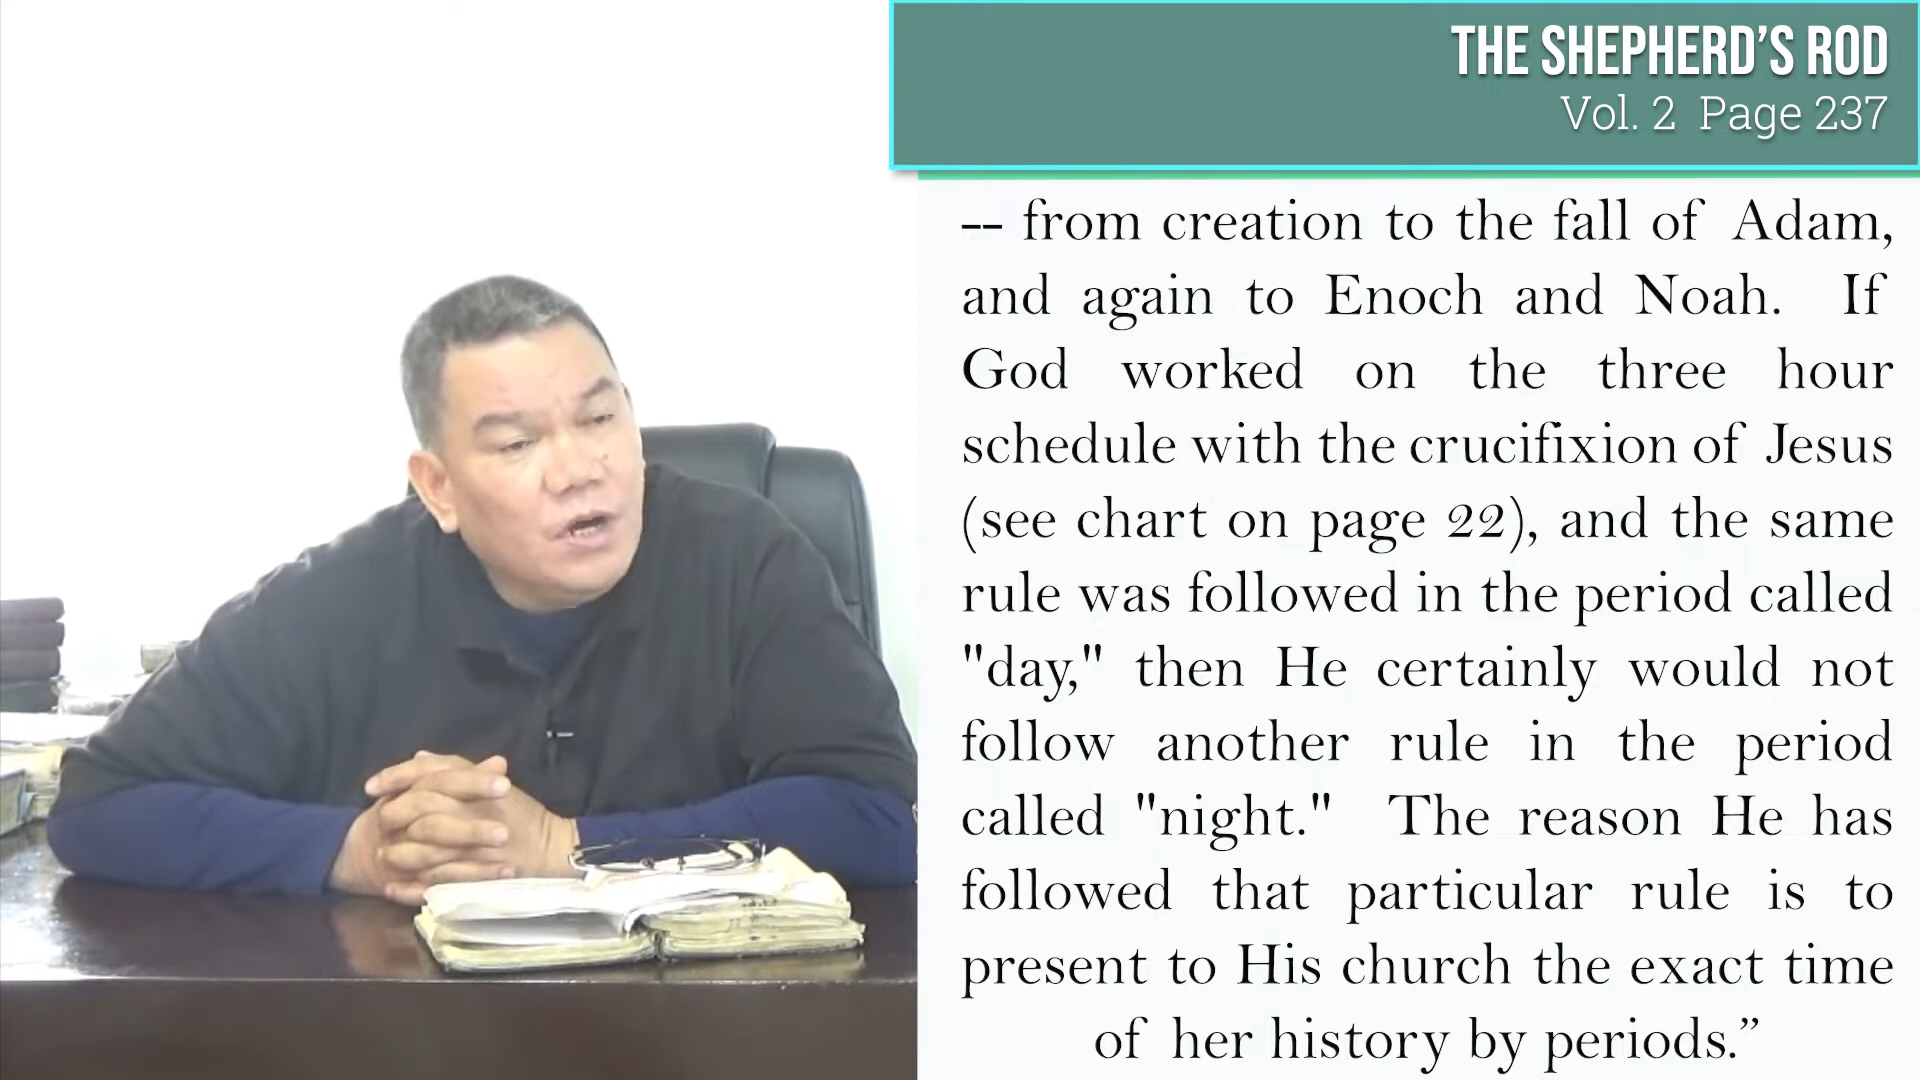 THE SHEPHERD'S ROD
Vol. 2 Page 237
-- from creation to the fall of Adam,
and again to Enoch and Noah. If
God worked on the three hour
schedule with the crucifixion of Jesus
(see chart on page 22), and the same
rule was followed in the period called
"day," then He certainly would not
follow another rule in the period
called "night." The reason He has
followed that particular rule is to
present to His church the exact time
of her history by periods.”